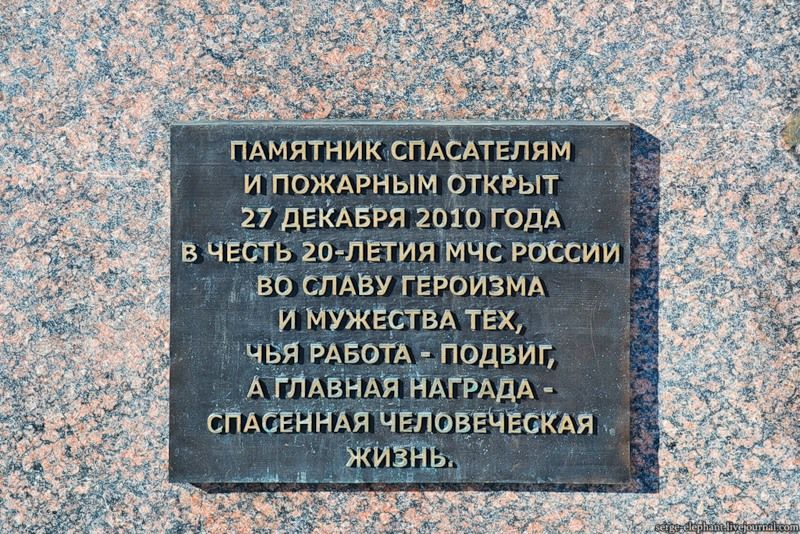 ПАМЯТНИК СПАСАТЕЛЯМ
И ПОЖАРНЫМ ОТКРЫТ
27 ДЕКАБРЯ 2010 ГОДА
В ЧЕСТЬ 20-ЛЕТИЯ МЧС РОССИИ
ВО СЛАВУ ГЕРОИЗМА
И МУЖЕСТВА ТЕХ,
ЧЬЯ РАБОТА - ПОДВИГ,
А ГЛАВНАЯ НАГРАДА -
СПАСЕННАЯ ЧЕЛОВЕЧЕСКАЯ
ЖИЗНЬ.
serge-elephant.livejournal.com